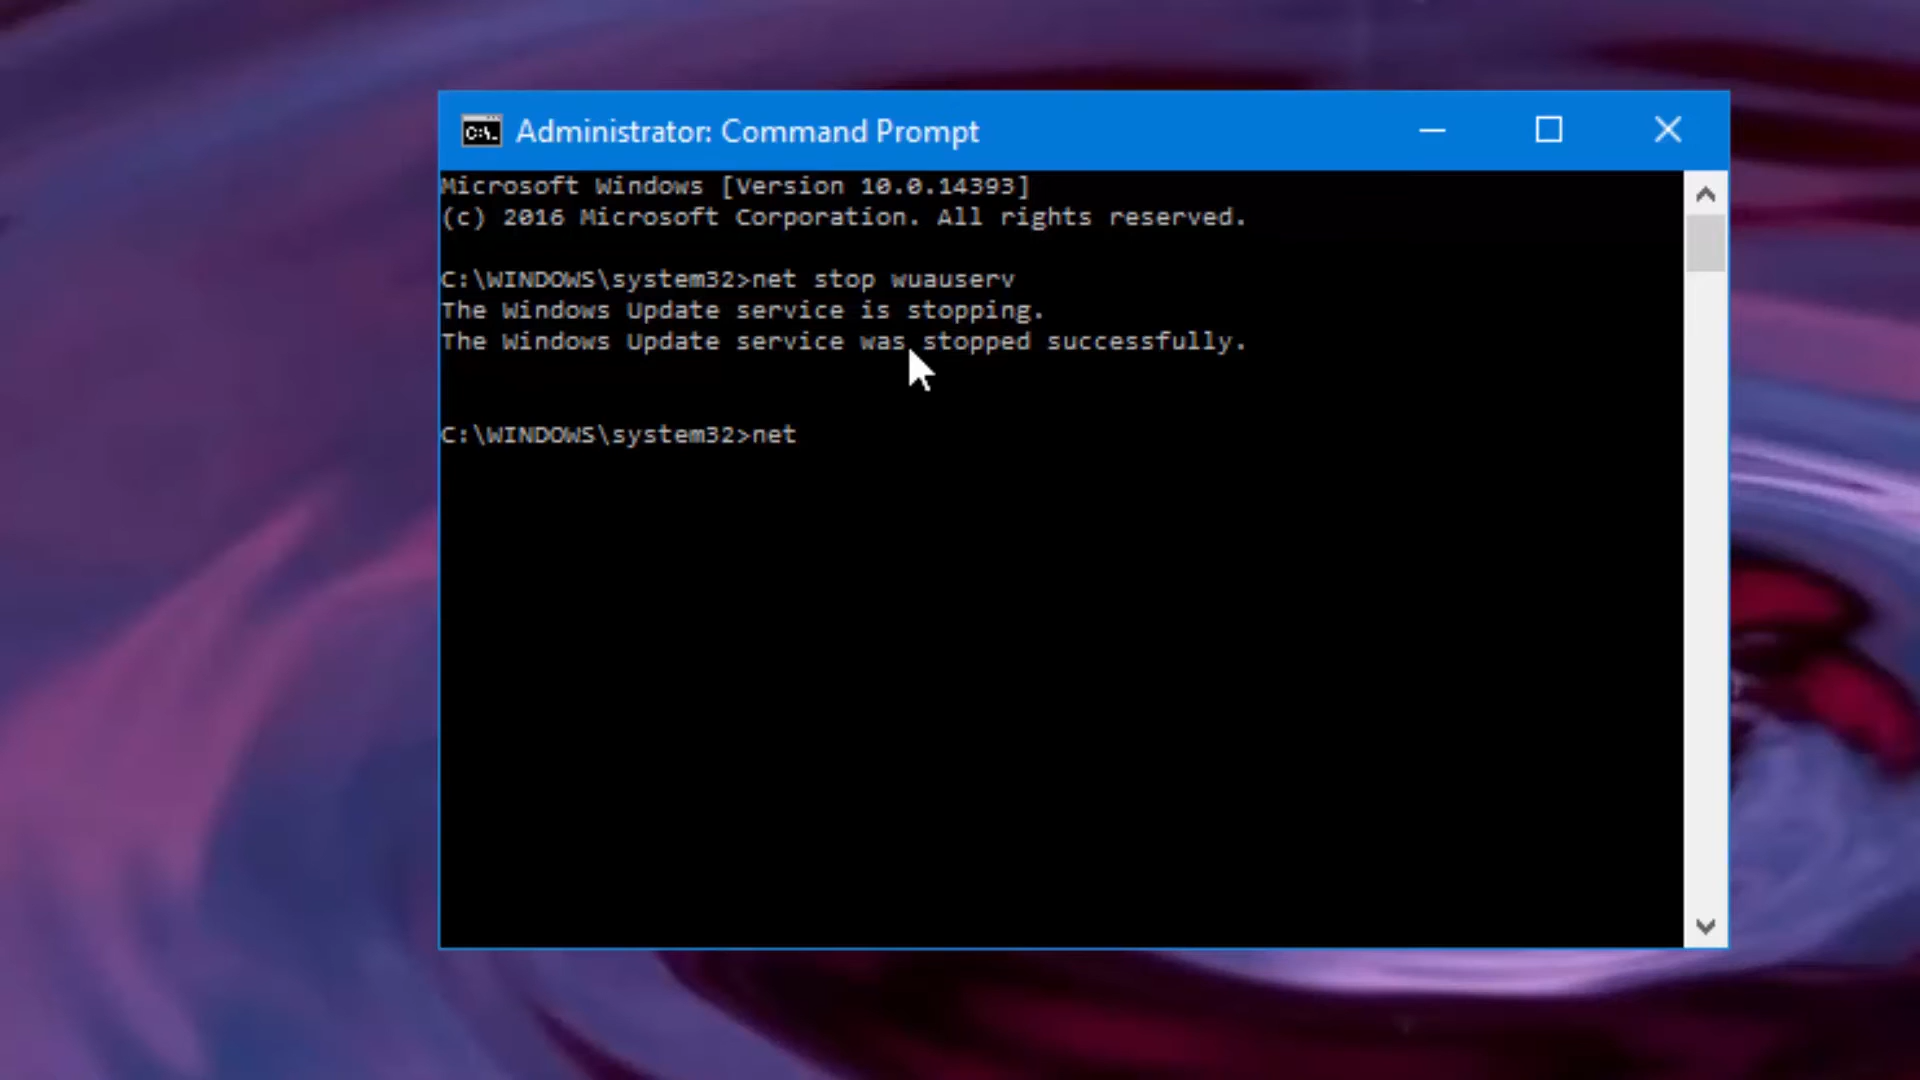 C:\.
Administrator: Command Prompt
Microsoft Windows [Version 10.0.14393]
(c) 2016 Microsoft Corporation. All rights reserved.
C:\WINDOWS\system32>net stop wuauserv
The Windows Update service is stopping.
The Windows Update service was stopped successfully.
C:\WINDOWS\system32>net